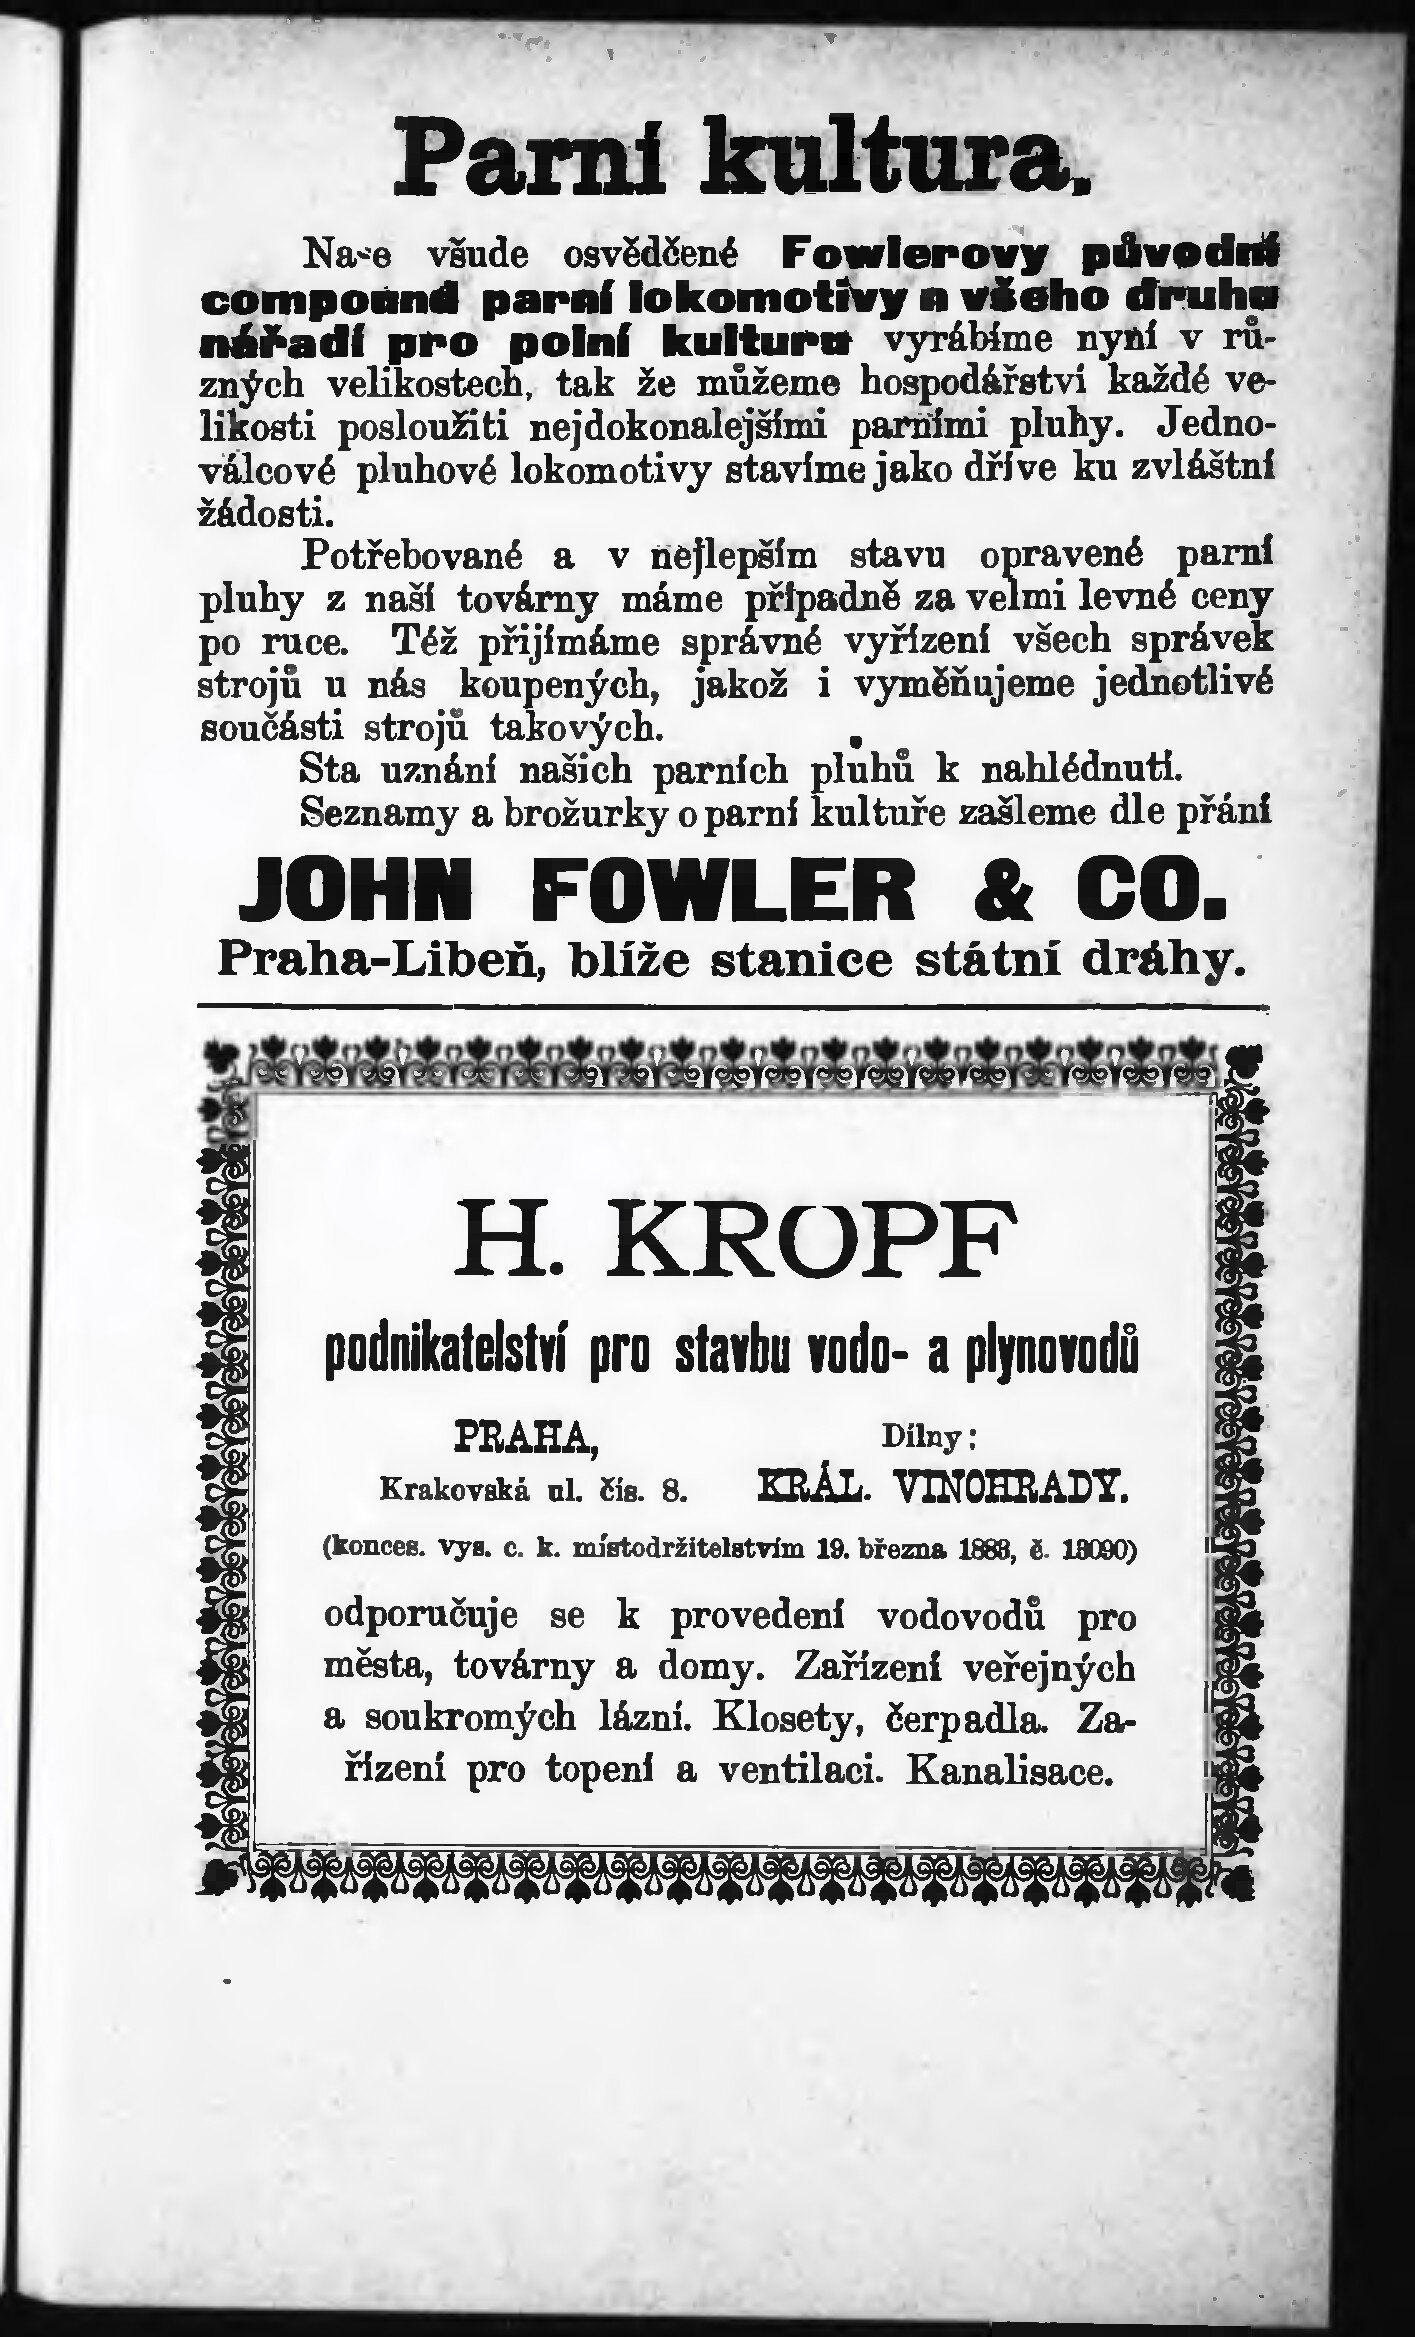 Parní kultura.
Naše všude osvědčené Fowlerovy původní
compound parní lokomotivy a všeho druhu
nářadí pro polní kulturu vyrábíme nyní v rů-
zných velikostech, tak že můžeme hospodářství každé ve-
likosti posloužiti nejdokonalejšími parními pluhy. Jedno-
válcové pluhové lokomotivy stavíme jako dříve ku zvláštní
žádosti.
Potřebované a v nejlepším stavu opravené parní
pluhy z naší továrny máme případně za velmi levné ceny
po ruce. Též přijímáme správné vyřízení všech správek
strojů u nás koupených, jakož i vyměňujeme jednotlivé
součásti strojů takových.
Sta uznání našich parních pluhů k nahlédnutí.
Seznamy a brožurky o parní kultuře zašleme dle přání
JOHN FOWLER & CO.
Praha-Libeň, blíže stanice státní dráhy.
H. KROPF
podnikatelství pro stavbu vodo- a plynovodů
PRAHA, Dílny:
Krakovská ul. čís. 8. KRÁL. VINOHRADY.
(konces. vys. c. k. místodržitelstvím 19. března 1883, č. 13090)
odporučuje se k provedení vodovodů pro
města, továrny a domy. Zařízení veřejných
a soukromých lázní. Klosety, čerpadla. Za-
řízení pro topení a ventilaci. Kanalisace.